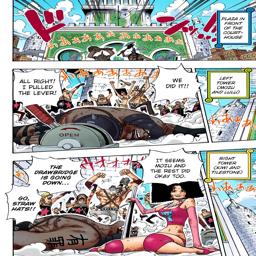 PLAZA IN
FRONT OF
THE
COURT-
HOUSE
ALL RIGHT!
I PULLED
THE LEVER!
WE
DID IT!!
LEFT
TOWER
(MOZU
AND LULU)
OPEN
THE
DRAWBRIDGE
IS GOING
DOWN...
GO,
STRAW
HATS!!
IT SEEMS
MOZU AND
THE REST DID
OKAY TOO.
RIGHT
TOWER
(KIWI AND
TILESTONE)